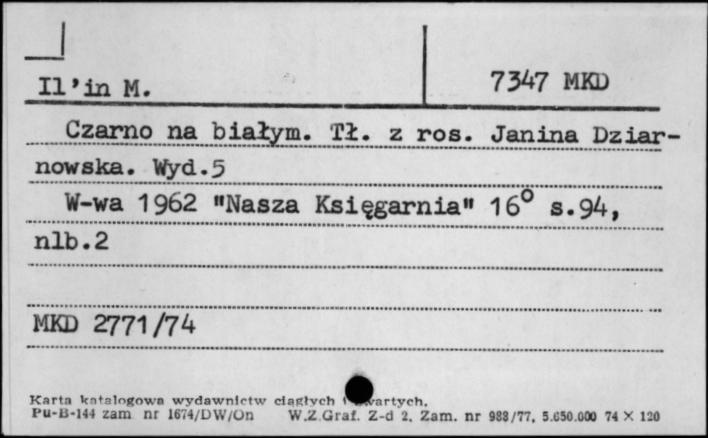 Il'in M.
7347 MKD
Czarno na białym. Tł. z ros. Janina Dziar-
nowska. Wyd.5
W-wa 1962 "Nasza Księgarnia" 16° s.94,
nlb.2
MKD 2771/74
Karta katalogowa wydawnictw ciągłych i zwartych.
Pu-B-144 zam. nr 1674/DW/On W.Z.Graf. Z-d 2. Zam. nr 988/77. 5.650.000 74 × 120